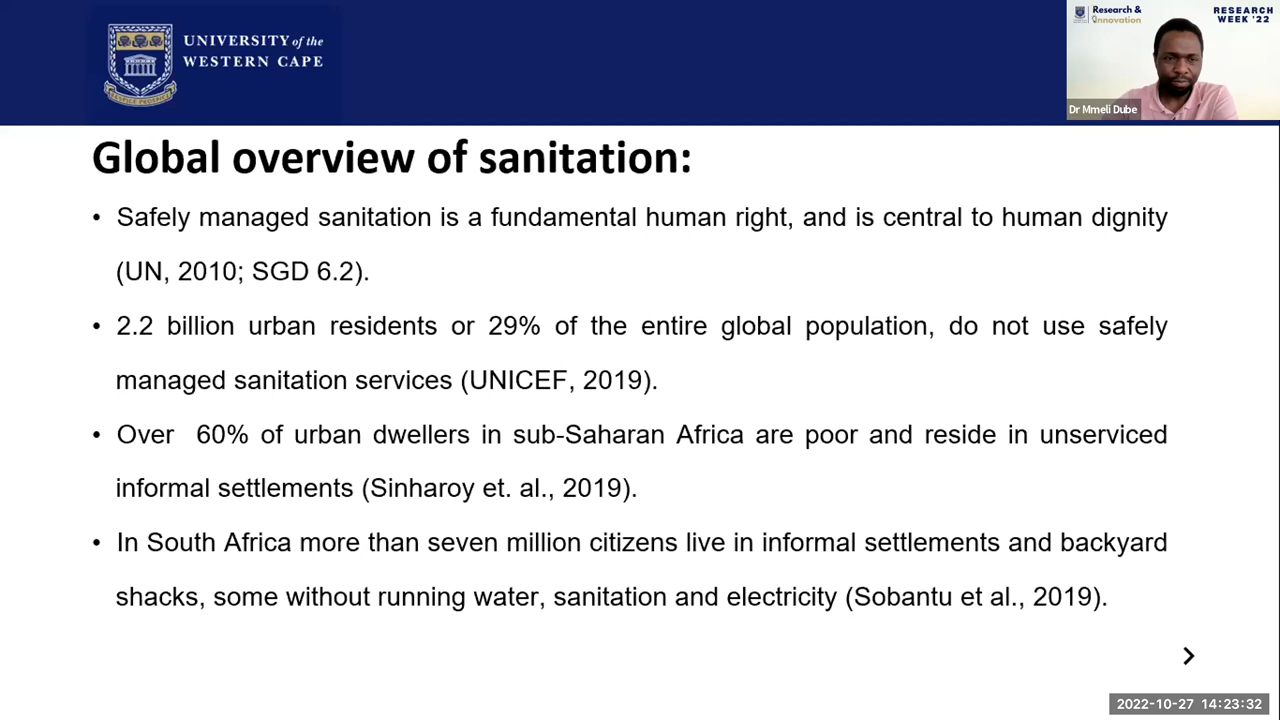 UNIVERSITY of the
WESTERN CAPE
Research &
Innovation
RESEARCH
WEEK '22
Dr Mmeli Dube
Global overview of sanitation:
• Safely managed sanitation is a fundamental human right, and is central to human dignity
(UN, 2010; SGD 6.2).
• 2.2 billion urban residents or 29% of the entire global population, do not use safely
managed sanitation services (UNICEF, 2019).
• Over 60% of urban dwellers in sub-Saharan Africa are poor and reside in unserviced
informal settlements (Sinharoy et. al., 2019).
• In South Africa more than seven million citizens live in informal settlements and backyard
shacks, some without running water, sanitation and electricity (Sobantu et al., 2019).
2022-10-27 14:23:32